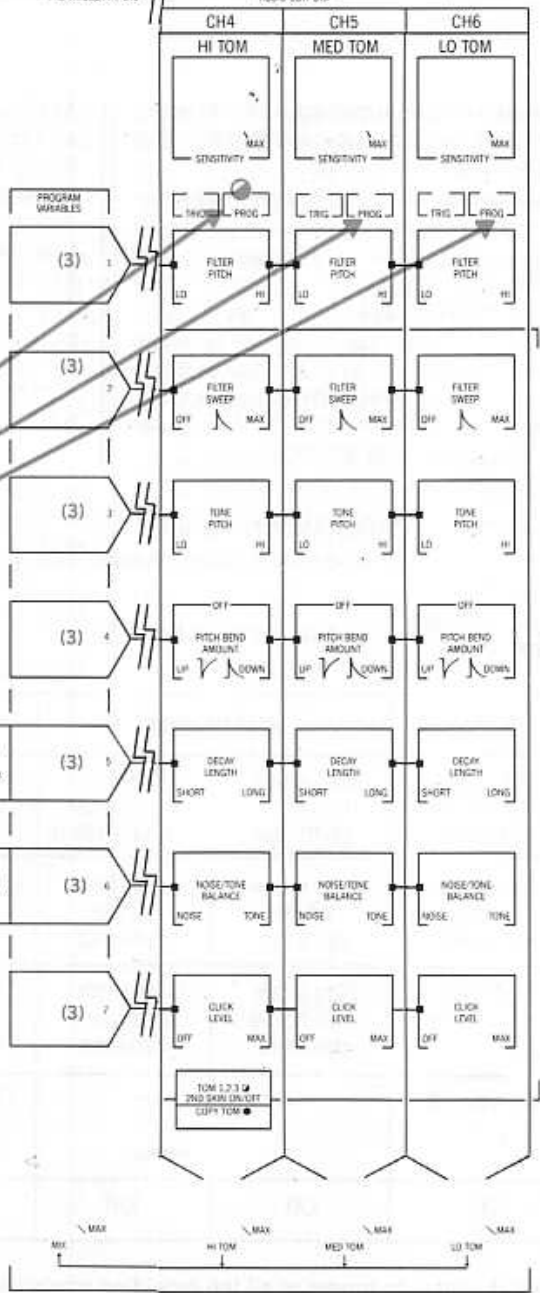 CH4 CH5 CH6
HI TOM MED TOM LO TOM
MAX MAX MAX
SENSITIVITY SENSITIVITY SENSITIVITY
PROGRAM
VARIABLES
TRIG PROG TRIG PROG TRIG PROG
(3) 1
FILTER PITCH FILTER PITCH FILTER PITCH
LO HI LO HI LO HI
(3) 2
FILTER SWEEP FILTER SWEEP FILTER SWEEP
OFF MAX OFF MAX OFF MAX
(3) 3
TONE PITCH TONE PITCH TONE PITCH
LO HI LO HI LO HI
(3) 4
OFF OFF OFF
PITCH BEND AMOUNT PITCH BEND AMOUNT PITCH BEND AMOUNT
UP DOWN UP DOWN UP DOWN
(3) 5
DECAY LENGTH DECAY LENGTH DECAY LENGTH
SHORT LONG SHORT LONG SHORT LONG
(3) 6
NOISE/TONE BALANCE NOISE/TONE BALANCE NOISE/TONE BALANCE
NOISE TONE NOISE TONE NOISE TONE
(3) 7
CLICK LEVEL CLICK LEVEL CLICK LEVEL
OFF MAX OFF MAX OFF MAX
TOM 1,2,3
2ND SKIN ON/OFF
COPY TOM
MAX MAX MAX MAX
MIX HI TOM MED TOM LO TOM